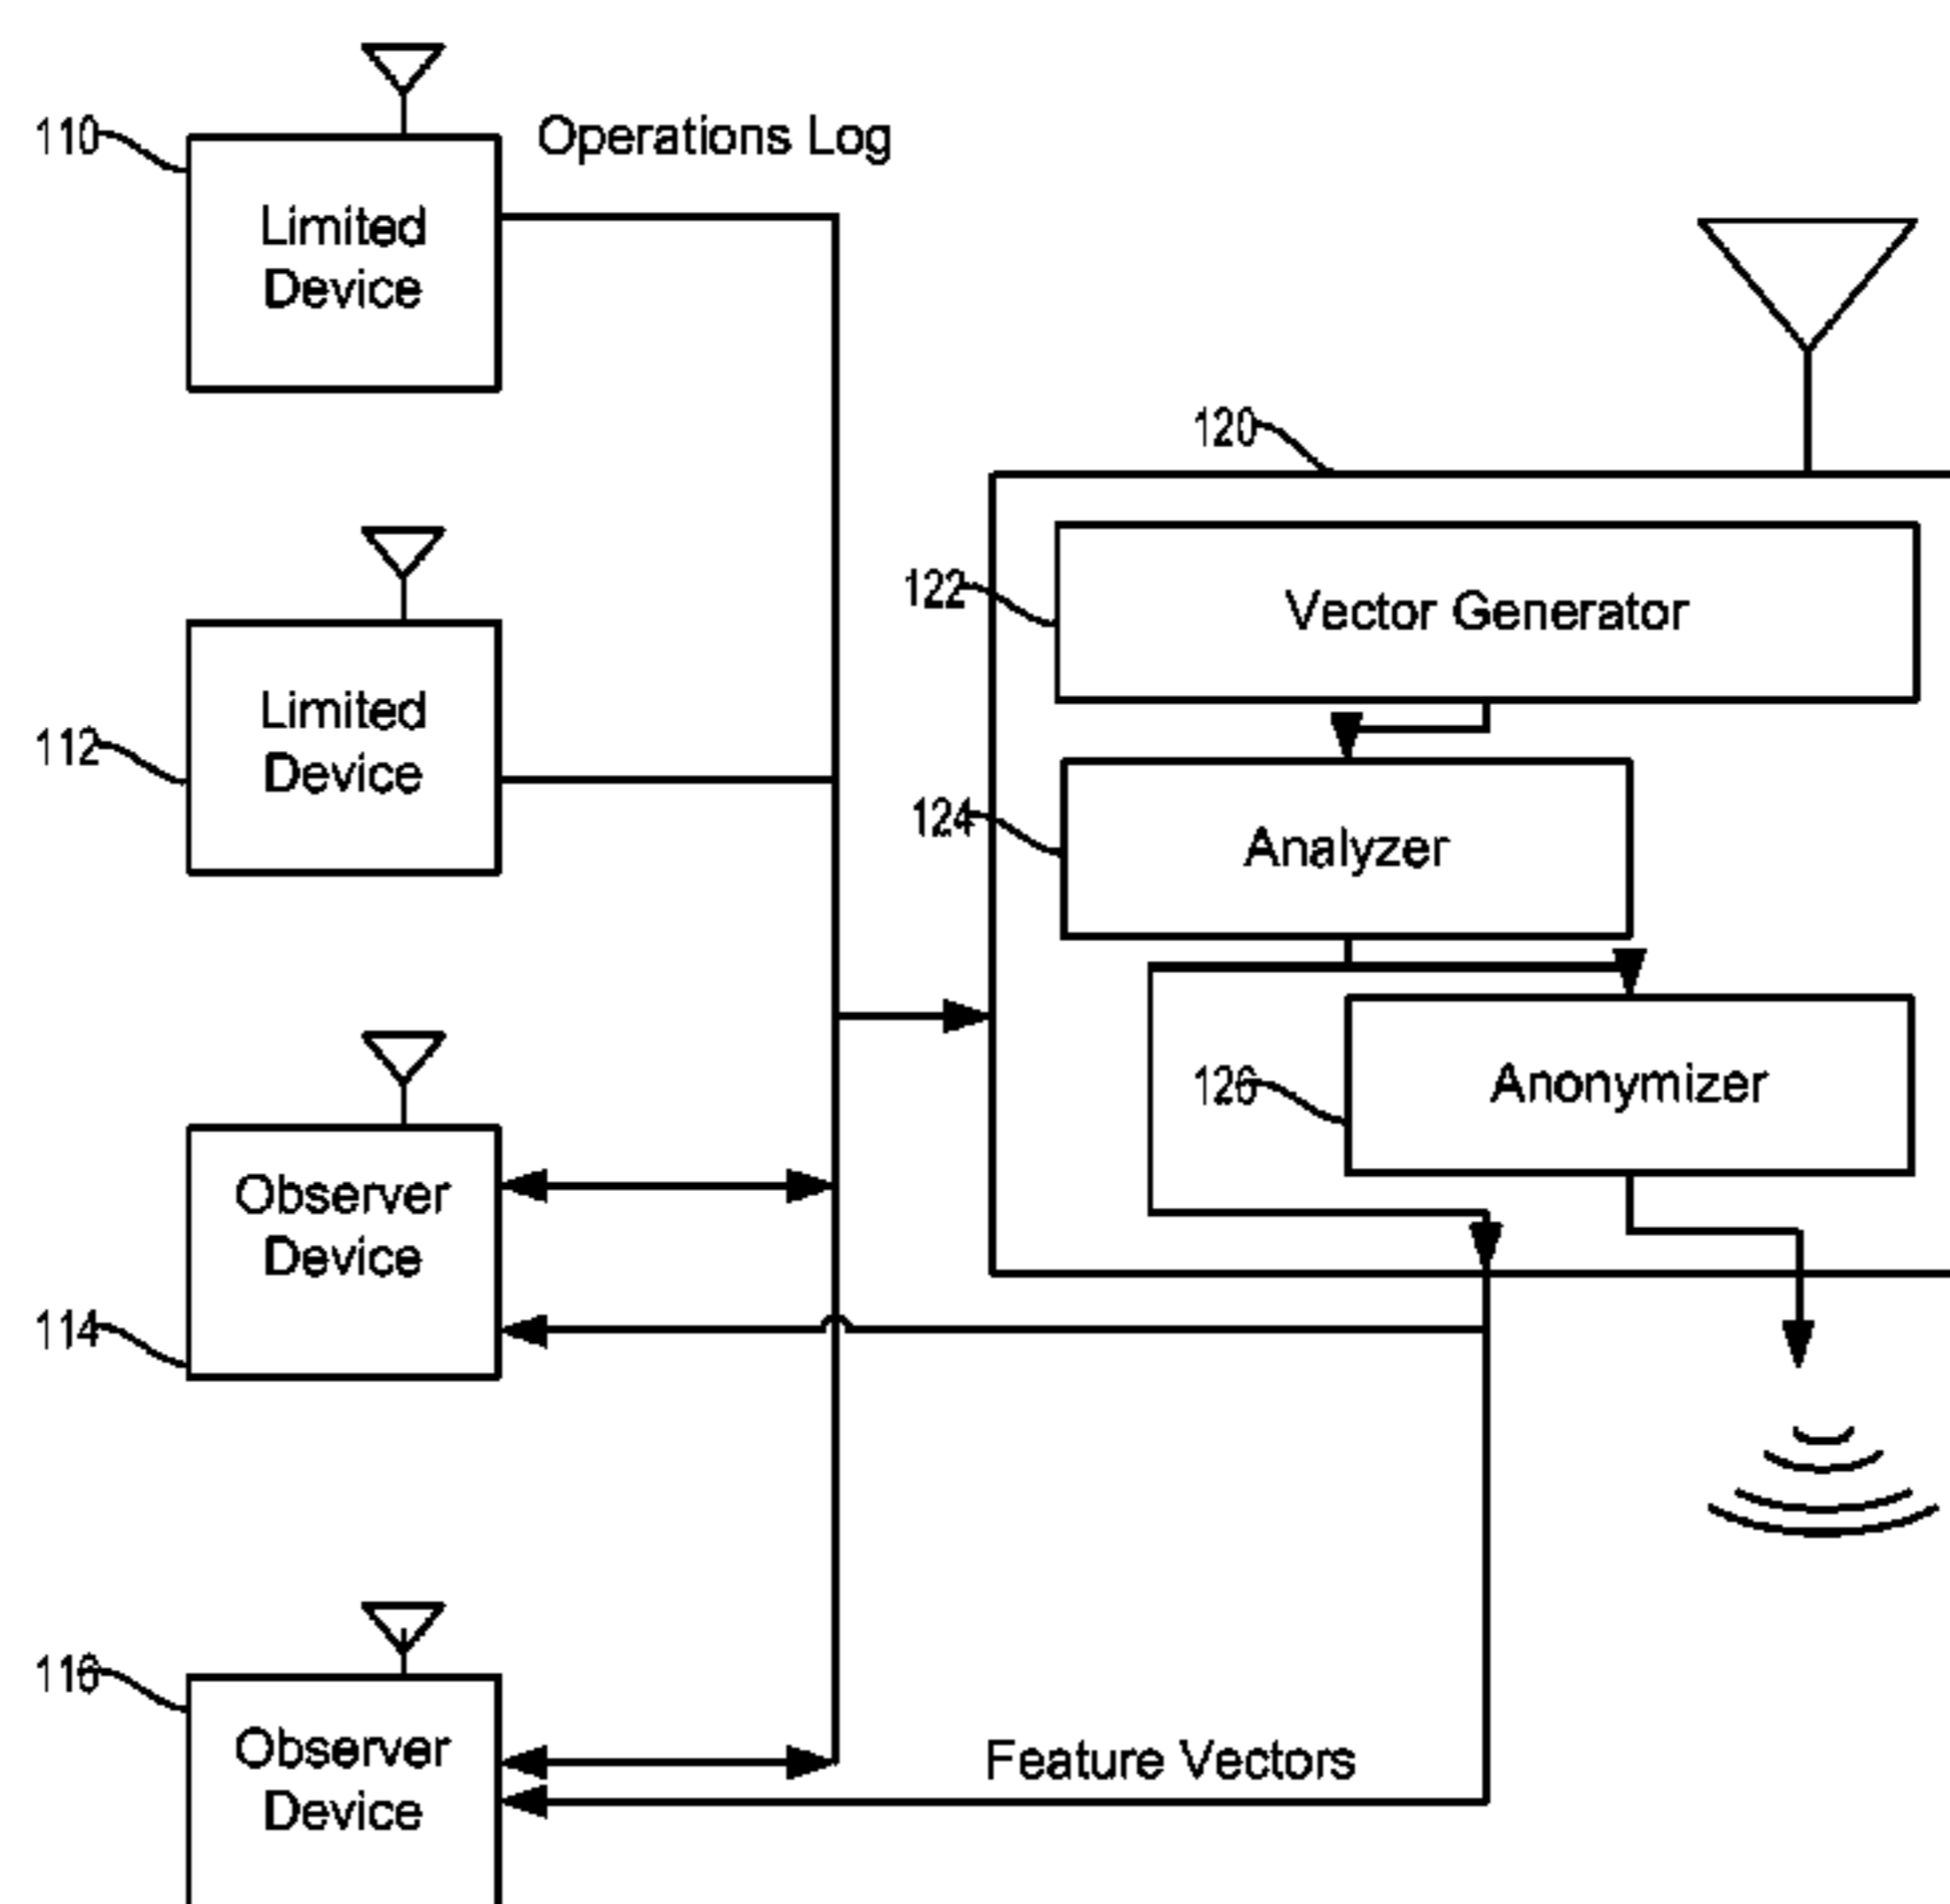 110
Operations Log
Limited
Device
120
122
Vector Generator
112
Limited
Device
124
Analyzer
126
Anonymizer
114
Observer
Device
116
Observer
Device
Feature Vectors